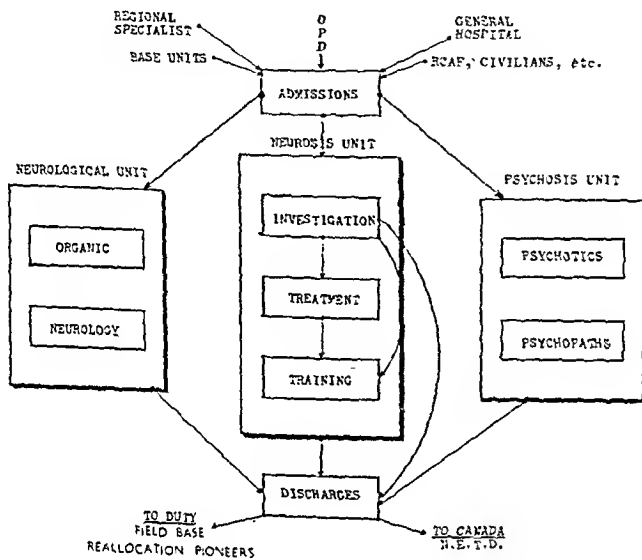 REGIONAL
SPECIALIST
O
P
D
GENERAL
HOSPITAL
BASE UNITS
RCAF, CIVILIANS, etc.
ADMISSIONS
NEUROLOGICAL UNIT
NEUROSIS UNIT
PSYCHOSIS UNIT
INVESTIGATION
ORGANIC
PSYCHOTICS
TREATMENT
NEUROLOGY
PSYCHOPATHS
TRAINING
DISCHARGES
TO DUTY
FIELD BASE
REALLOCATION PIONEERS
TO CANADA
N.E.T.D.